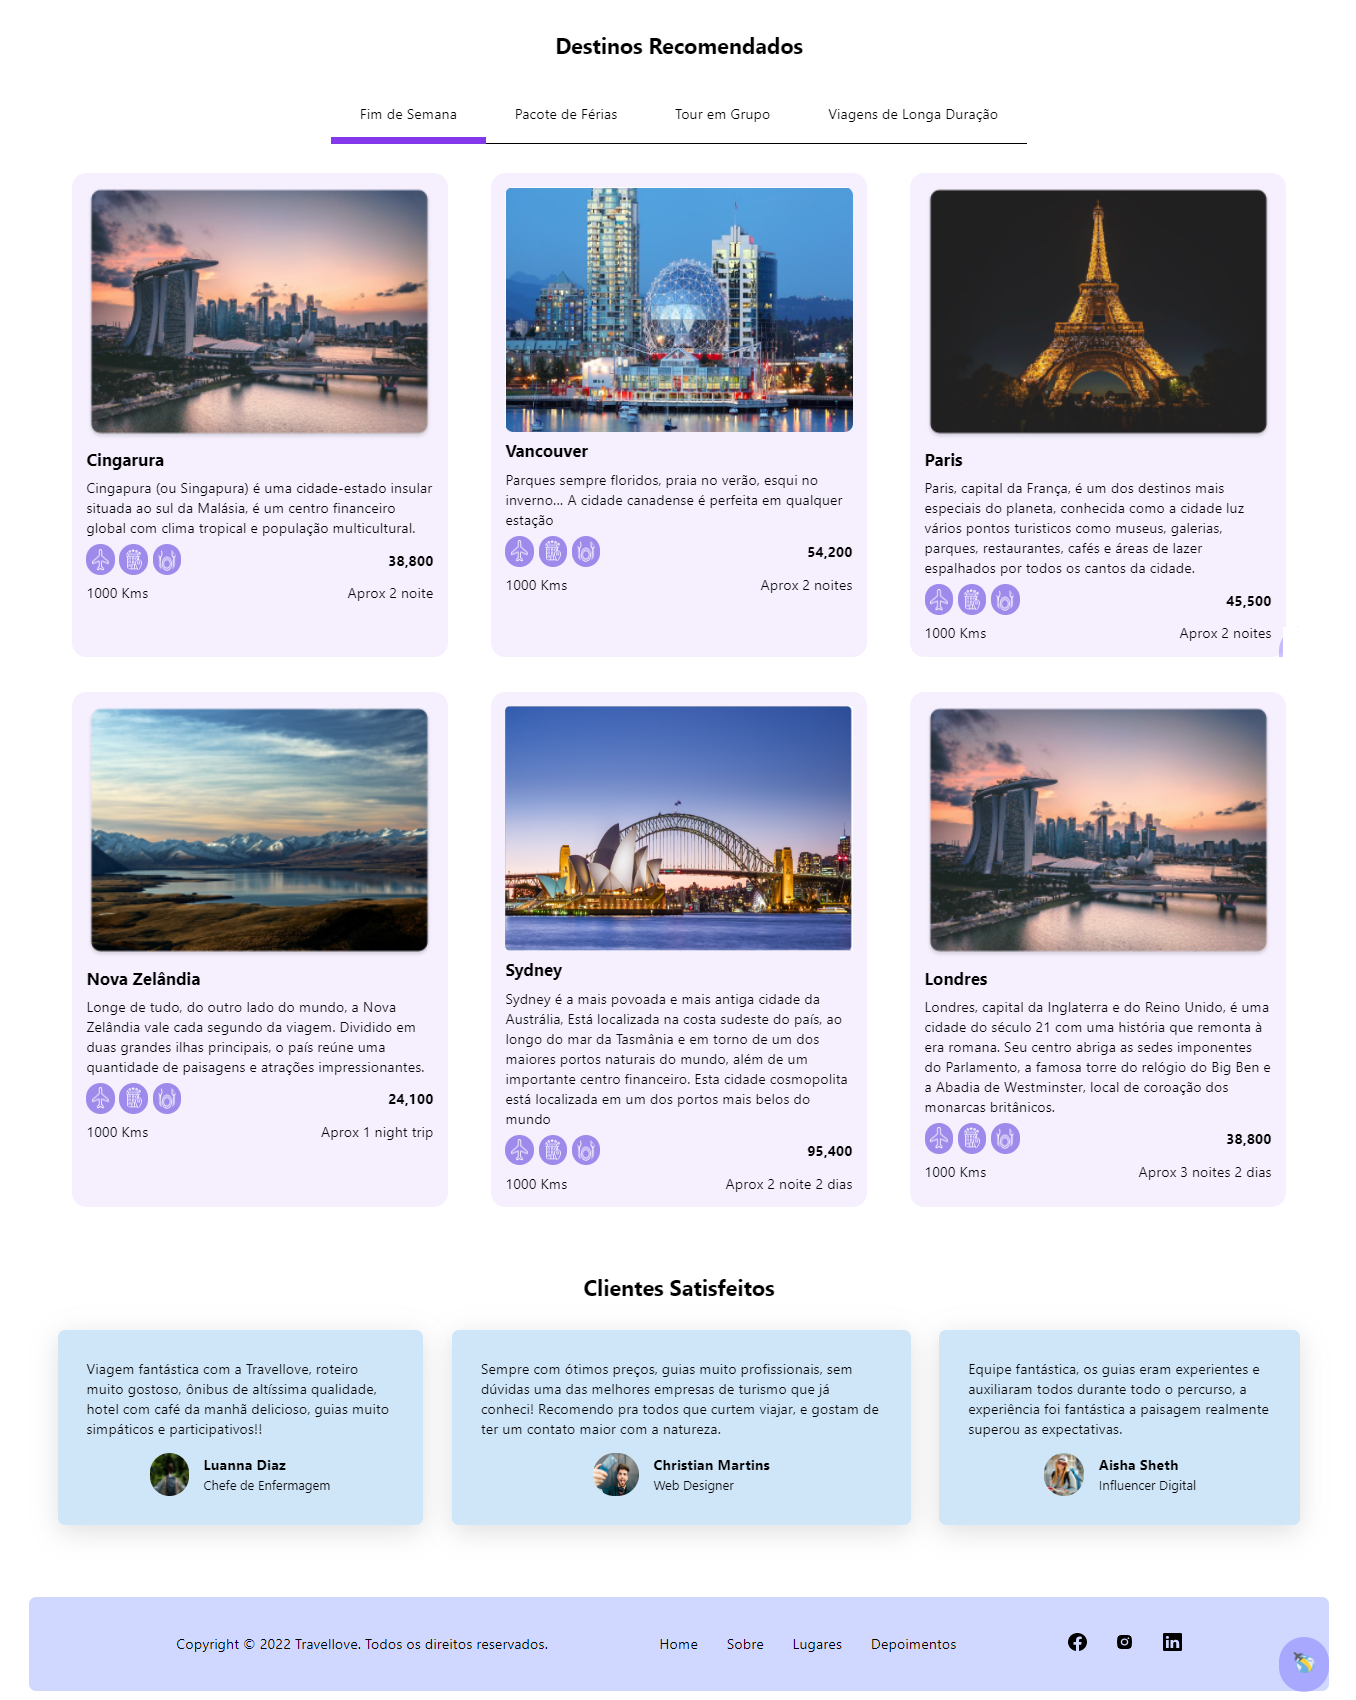 Destinos Recomendados
Fim de Semana
Pacote de Férias
Tour em Grupo
Viagens de Longa Duração
Cingarura
Cingapura (ou Singapura) é uma cidade-estado insular
situada ao sul da Malásia, é um centro financeiro
global com clima tropical e população multicultural.
38,800
1000 Kms
Aprox 2 noite
Vancouver
Parques sempre floridos, praia no verão, esqui no
inverno... A cidade canadense é perfeita em qualquer
estação
54,200
1000 Kms
Aprox 2 noites
Paris
Paris, capital da França, é um dos destinos mais
especiais do planeta, conhecida como a cidade luz
vários pontos turisticos como museus, galerias,
parques, restaurantes, cafés e áreas de lazer
espalhados por todos os cantos da cidade.
45,500
1000 Kms
Aprox 2 noites
Nova Zelândia
Longe de tudo, do outro lado do mundo, a Nova
Zelândia vale cada segundo da viagem. Dividido em
duas grandes ilhas principais, o país reúne uma
quantidade de paisagens e atrações impressionantes.
24,100
1000 Kms
Aprox 1 night trip
Sydney
Sydney é a mais povoada e mais antiga cidade da
Austrália, Está localizada na costa sudeste do país, ao
longo do mar da Tasmânia e em torno de um dos
maiores portos naturais do mundo, além de um
importante centro financeiro. Esta cidade cosmopolita
está localizada em um dos portos mais belos do
mundo
95,400
1000 Kms
Aprox 2 noite 2 dias
Londres
Londres, capital da Inglaterra e do Reino Unido, é uma
cidade do século 21 com uma história que remonta à
era romana. Seu centro abriga as sedes imponentes
do Parlamento, a famosa torre do relógio do Big Ben e
a Abadia de Westminster, local de coroação dos
monarcas britânicos.
38,800
1000 Kms
Aprox 3 noites 2 dias
Clientes Satisfeitos
Viagem fantástica com a Travellove, roteiro
muito gostoso, ônibus de altíssima qualidade,
hotel com café da manhã delicioso, guias muito
simpáticos e participativos!!
Luanna Diaz
Chefe de Enfermagem
Sempre com ótimos preços, guias muito profissionais, sem
dúvidas uma das melhores empresas de turismo que já
conheci! Recomendo pra todos que curtem viajar, e gostam de
ter um contato maior com a natureza.
Christian Martins
Web Designer
Equipe fantástica, os guias eram experientes e
auxiliaram todos durante todo o percurso, a
experiência foi fantástica a paisagem realmente
superou as expectativas.
Aisha Sheth
Influencer Digital
Copyright © 2022 Travellove. Todos os direitos reservados.
Home
Sobre
Lugares
Depoimentos